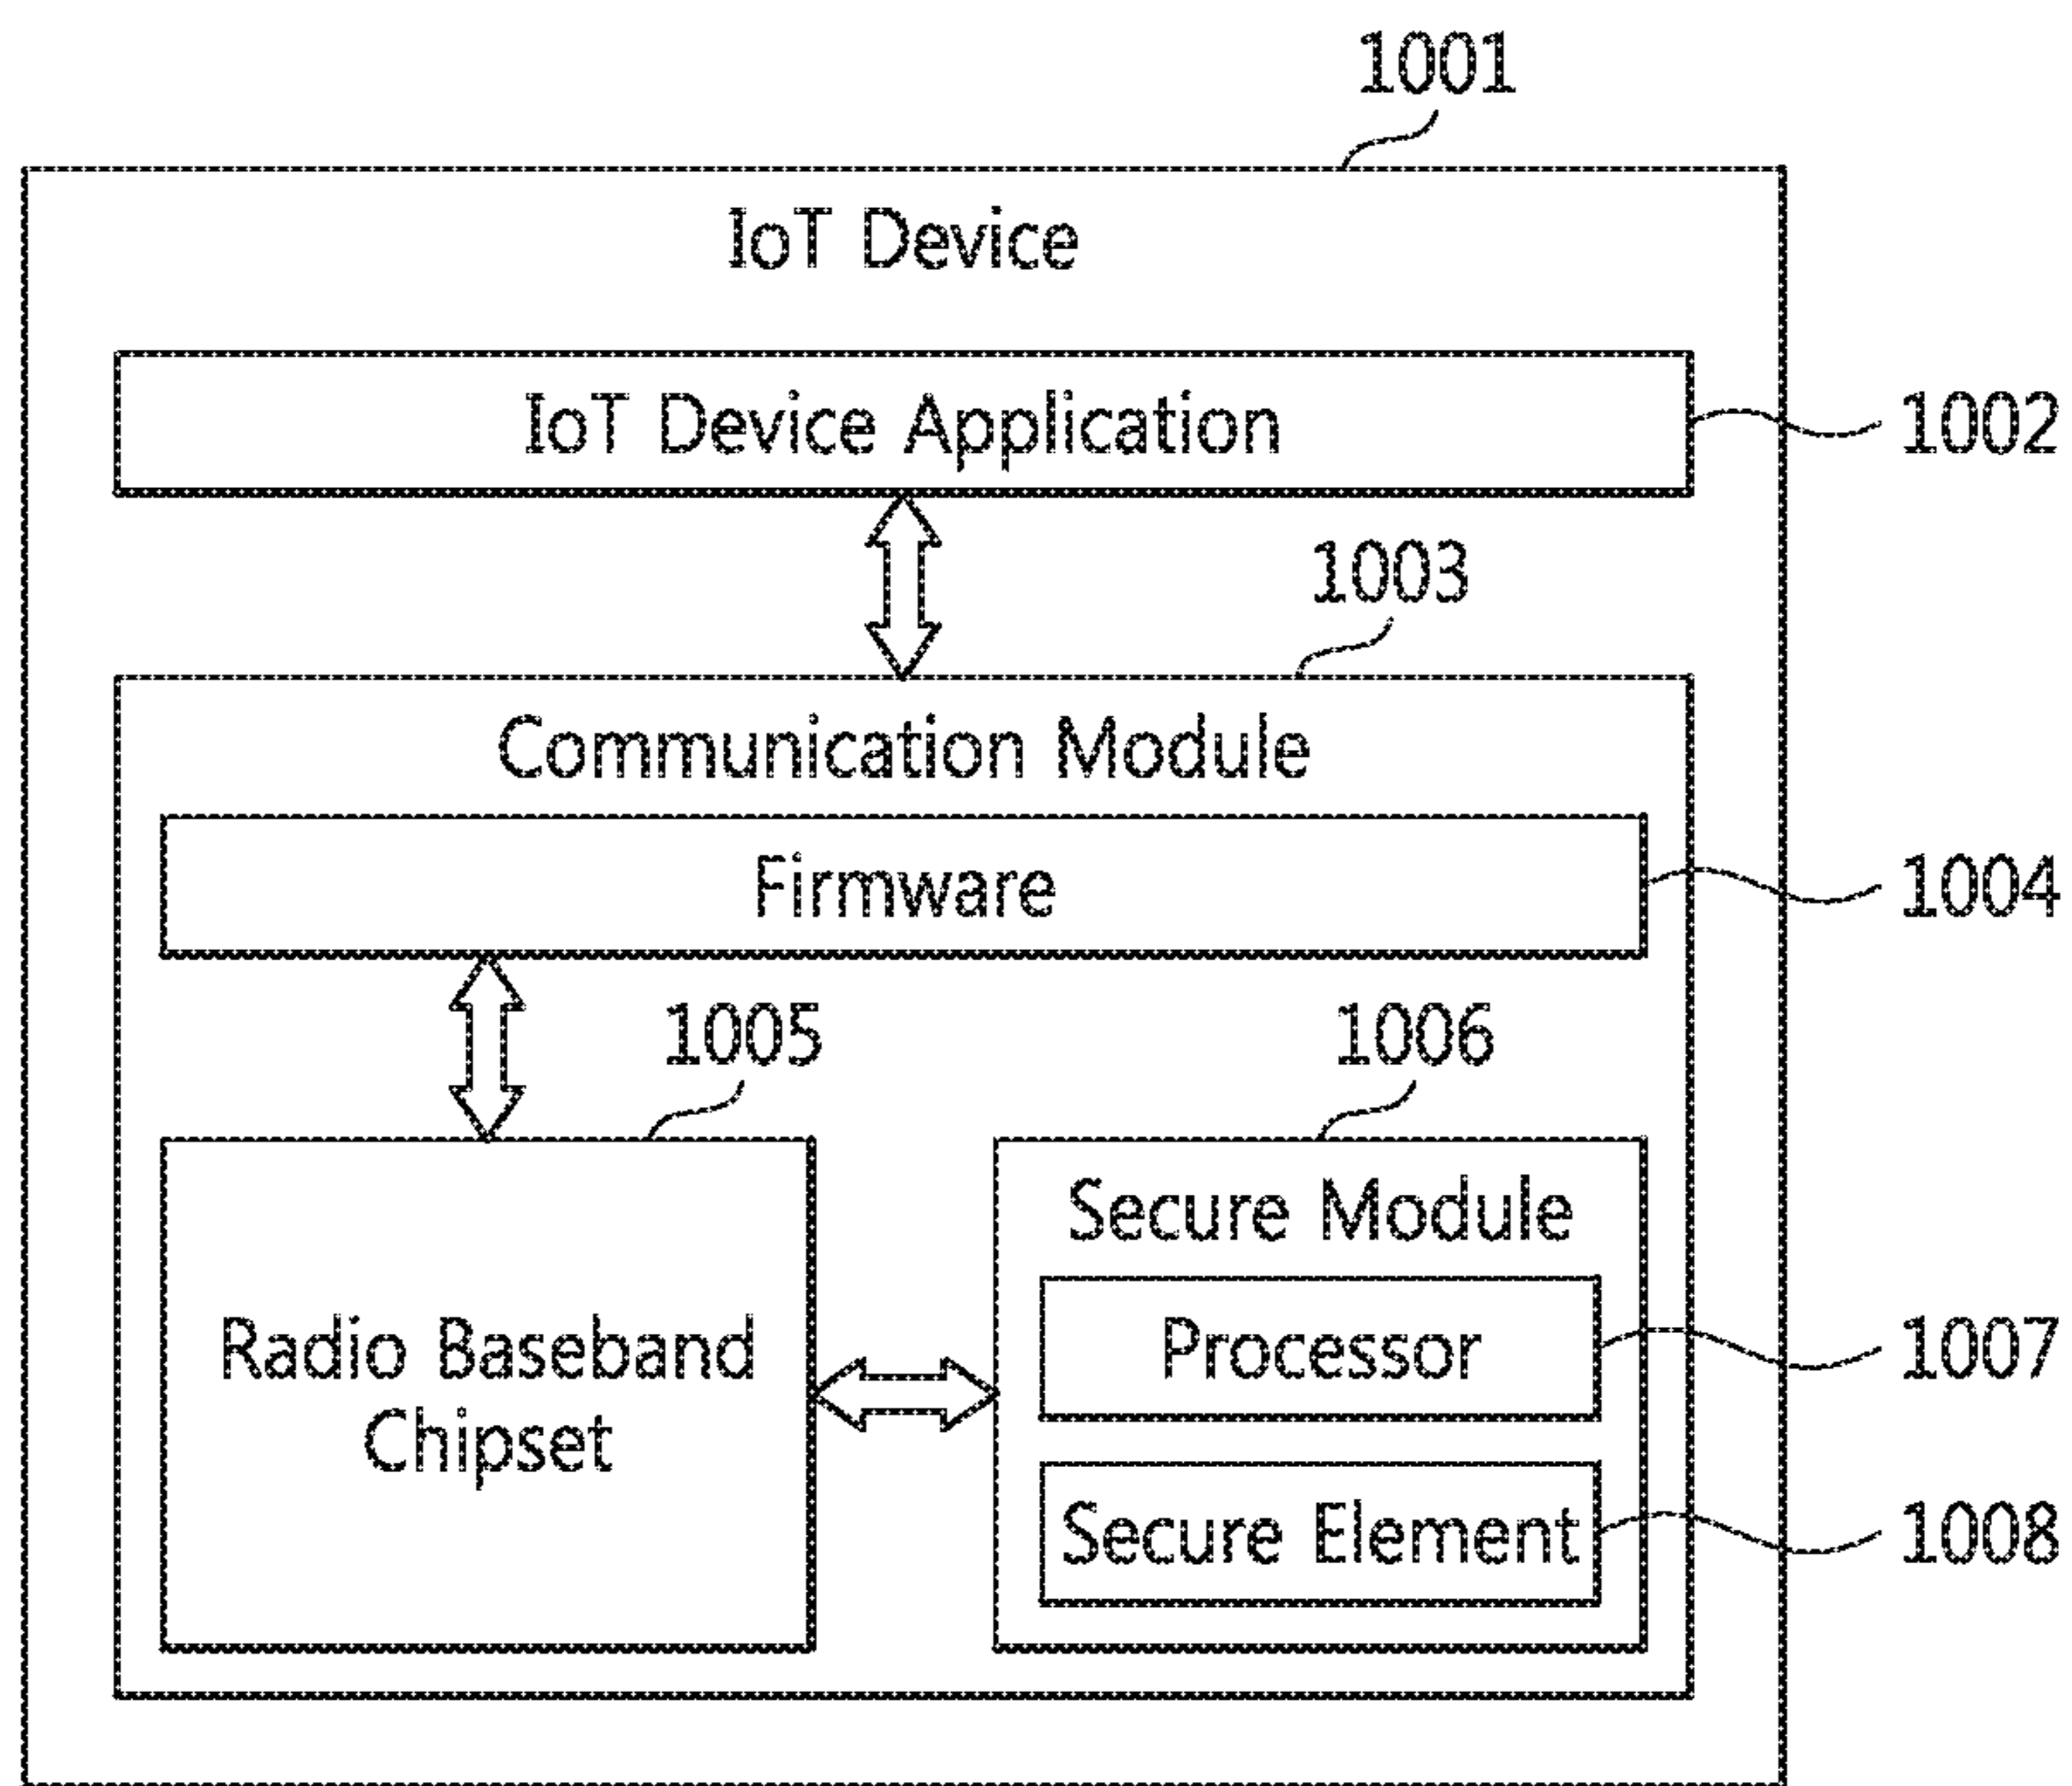 1001
IoT Device
IoT Device Application
1002
1003
Communication Module
Firmware
1004
1005
1006
Secure Module
Radio Baseband
Chipset
Processor
1007
Secure Element
1008